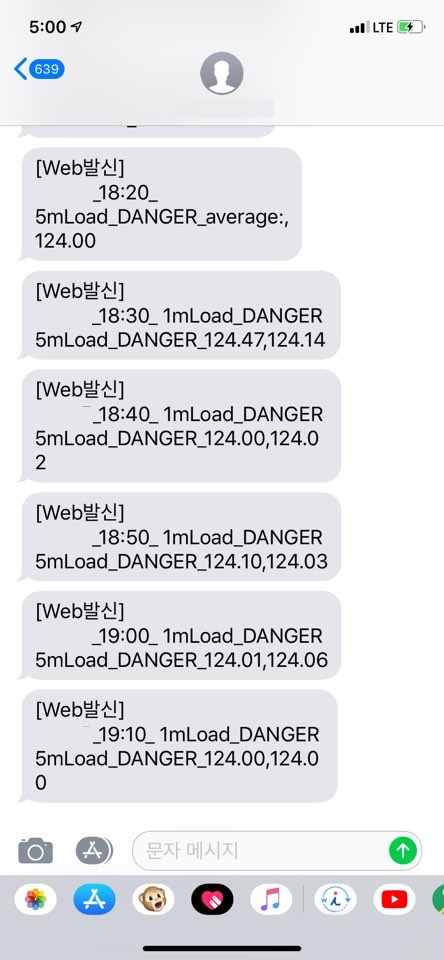 5:00
LTE
639
[Web발신]
_18:20_
5mLoad_DANGER_average:,
124.00
[Web발신]
_18:30_ 1mLoad_DANGER
5mLoad_DANGER_124.47,124.14
[Web발신]
_18:40_ 1mLoad_DANGER
5mLoad_DANGER_124.00,124.0
2
[Web발신]
_18:50_ 1mLoad_DANGER
5mLoad_DANGER_124.10,124.03
[Web발신]
_19:00_ 1mLoad_DANGER
5mLoad_DANGER_124.01,124.06
[Web발신]
_19:10_ 1mLoad_DANGER
5mLoad_DANGER_124.00,124.0
0
문자 메시지